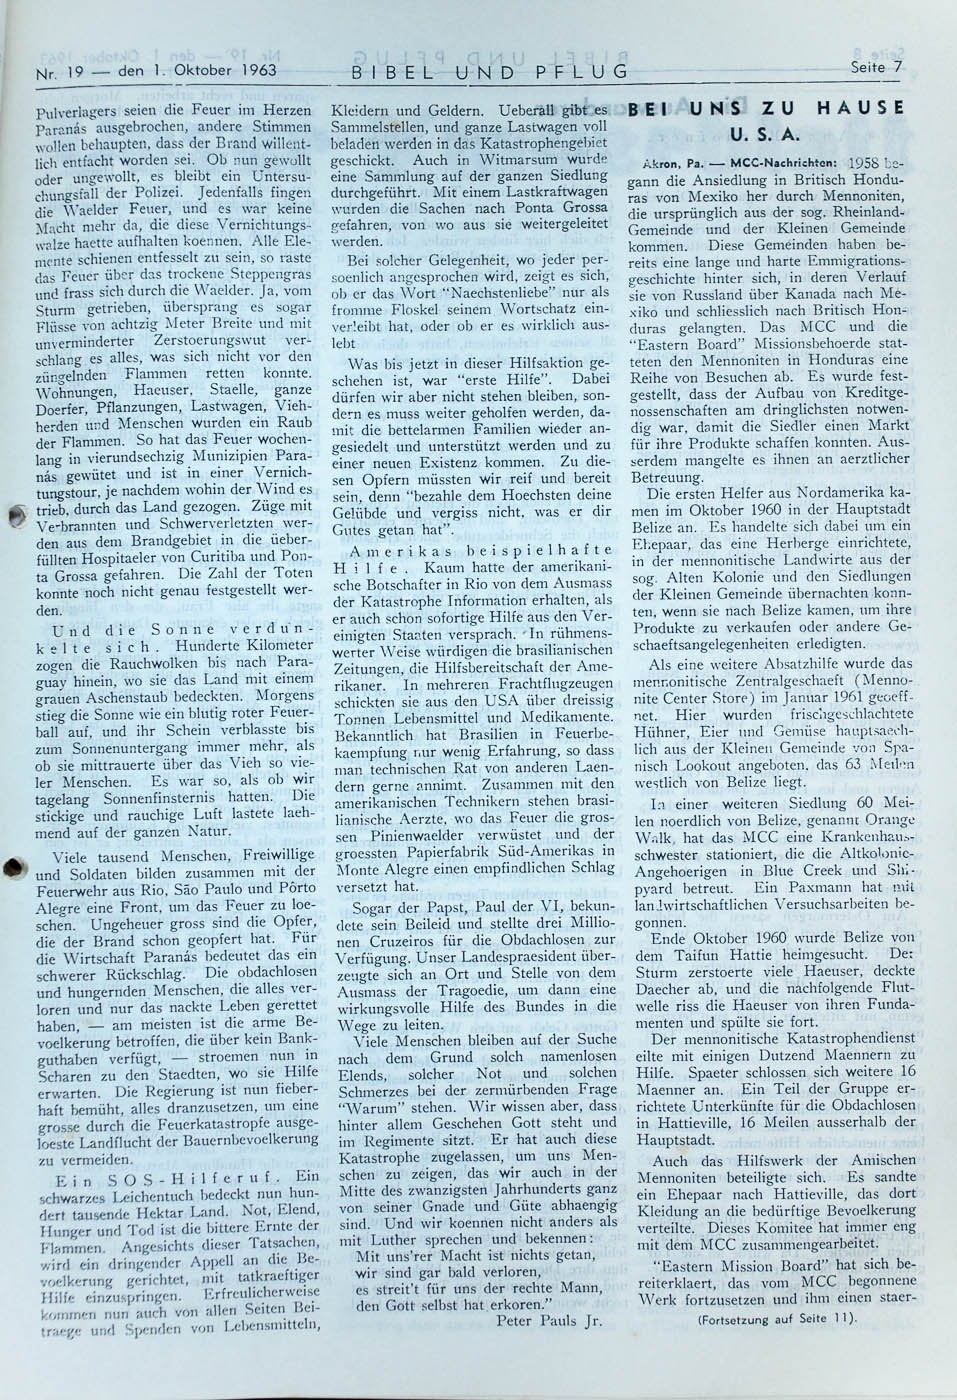 Nr. 19 — den 1. Oktober 1963
BIBEL UND PFLUG
Seite 7
Pulverlagers seien die Feuer im Herzen
Paranás ausgebrochen, andere Stimmen
wollen behaupten, dass der Brand willent-
lich entfacht worden sei. Ob nun gewollt
oder ungewollt, es bleibt ein Untersu-
chungsfall der Polizei. Jedenfalls fingen
die Waelder Feuer, und es war keine
Macht mehr da, die diese Vernichtungs-
walze haette aufhalten koennen. Alle Ele-
mente schienen entfesselt zu sein, so raste
das Feuer über das trockene Steppengras
und frass sich durch die Waelder. Ja, vom
Sturm getrieben, übersprang es sogar
Flüsse von achtzig Meter Breite und mit
unverminderter Zerstoerungswut ver-
schlang es alles, was sich nicht vor den
züngelnden Flammen retten konnte.
Wohnungen, Haeuser, Staelle, ganze
Doerfer, Pflanzungen, Lastwagen, Vieh-
herden und Menschen wurden ein Raub
der Flammen. So hat das Feuer wochen-
lang in vierundsechzig Munizipien Para-
nás gewütet und ist in einer Vernich-
tungstour, je nachdem wohin der Wind es
trieb, durch das Land gezogen. Züge mit
Verbrannten und Schwerverletzten wer-
den aus dem Brandgebiet in die üeber-
füllten Hospitaeler von Curitiba und Pon-
ta Grossa gefahren. Die Zahl der Toten
konnte noch nicht genau festgestellt wer-
den.
Und die Sonne verdun-
kelte sich. Hunderte Kilometer
zogen die Rauchwolken bis nach Para-
guay hinein, wo sie das Land mit einem
grauen Aschenstaub bedeckten. Morgens
stieg die Sonne wie ein blutig roter Feuer-
ball auf, und ihr Schein verblasste bis
zum Sonnenuntergang immer mehr, als
ob sie mittrauerte über das Vieh so vie-
ler Menschen. Es war so, als ob wir
tagelang Sonnenfinsternis hatten. Die
stickige und rauchige Luft lastete laeh-
mend auf der ganzen Natur.
Viele tausend Menschen, Freiwillige
und Soldaten bilden zusammen mit der
Feuerwehr aus Rio, São Paulo und Pôrto
Alegre eine Front, um das Feuer zu loe-
schen. Ungeheuer gross sind die Opfer,
die der Brand schon geopfert hat. Für
die Wirtschaft Paranás bedeutet das ein
schwerer Rückschlag. Die obdachlosen
und hungernden Menschen, die alles ver-
loren und nur das nackte Leben gerettet
haben, — am meisten ist die arme Be-
voelkerung betroffen, die über kein Bank-
guthaben verfügt, — stroemen nun in
Scharen zu den Staedten, wo sie Hilfe
erwarten. Die Regierung ist nun fieber-
haft bemüht, alles dranzusetzen, um eine
grosse durch die Feuerkatastrofe ausge-
loeste Landflucht der Bauernbevoelkerung
zu vermeiden.
Ein SOS-Hilferuf. Ein
schwarzes Leichentuch bedeckt nun hun-
dert tausende Hektar Land. Not, Elend,
Hunger und Tod ist die bittere Ernte der
Flammen. Angesichts dieser Tatsachen,
wird ein dringender Appell an die Be-
voelkerung gerichtet, mit tatkraeftiger
Hilfe einzuspringen. Erfreulicherweise
kommen nun auch von allen Seiten Bei-
traege und Spenden von Lebensmitteln,
Kleidern und Geldern. Ueberall gibt es
Sammelstellen, und ganze Lastwagen voll
beladen werden in das Katastrophengebiet
geschickt. Auch in Witmarsum wurde
eine Sammlung auf der ganzen Siedlung
durchgeführt. Mit einem Lastkraftwagen
wurden die Sachen nach Ponta Grossa
gefahren, von wo aus sie weitergeleitet
werden.
Bei solcher Gelegenheit, wo jeder per-
soenlich angesprochen wird, zeigt es sich,
ob er das Wort "Naechstenliebe" nur als
fromme Floskel seinem Wortschatz ein-
verleibt hat, oder ob er es wirklich aus-
lebt
Was bis jetzt in dieser Hilfsaktion ge-
schehen ist, war "erste Hilfe". Dabei
dürfen wir aber nicht stehen bleiben, son-
dern es muss weiter geholfen werden, da-
mit die bettelarmen Familien wieder an-
gesiedelt und unterstützt werden und zu
einer neuen Existenz kommen. Zu die-
sen Opfern müssten wir reif und bereit
sein, denn "bezahle dem Hoechsten deine
Gelübde und vergiss nicht, was er dir
Gutes getan hat".
Amerikas beispielhafte
Hilfe. Kaum hatte der amerikani-
sche Botschafter in Rio von dem Ausmass
der Katastrophe Information erhalten, als
er auch schon sofortige Hilfe aus den Ver-
einigten Staaten versprach. In rühmens-
werter Weise würdigen die brasilianischen
Zeitungen, die Hilfsbereitschaft der Ame-
rikaner. In mehreren Frachtflugzeugen
schickten sie aus den USA über dreissig
Tonnen Lebensmittel und Medikamente.
Bekanntlich hat Brasilien in Feuerbe-
kaempfung nur wenig Erfahrung, so dass
man technischen Rat von anderen Laen-
dern gerne annimt. Zusammen mit den
amerikanischen Technikern stehen brasi-
lianische Aerzte, wo das Feuer die gros-
sen Pinienwaelder verwüstet und der
groessten Papierfabrik Süd-Amerikas in
Monte Alegre einen empfindlichen Schlag
versetzt hat.
Sogar der Papst, Paul der VI, bekun-
dete sein Beileid und stellte drei Millio-
nen Cruzeiros für die Obdachlosen zur
Verfügung. Unser Landespraesident über-
zeugte sich an Ort und Stelle von dem
Ausmass der Tragoedie, um dann eine
wirkungsvolle Hilfe des Bundes in die
Wege zu leiten.
Viele Menschen bleiben auf der Suche
nach dem Grund solch namenlosen
Elends, solcher Not und solchen
Schmerzes bei der zermürbenden Frage
"Warum" stehen. Wir wissen aber, dass
hinter allem Geschehen Gott steht und
im Regimente sitzt. Er hat auch diese
Katastrophe zugelassen, um uns Men-
schen zu zeigen, das wir auch in der
Mitte des zwanzigsten Jahrhunderts ganz
von seiner Gnade und Güte abhaengig
sind. Und wir koennen nicht anders als
mit Luther sprechen und bekennen:
Mit uns'rer Macht ist nichts getan,
wir sind gar bald verloren,
es streit't für uns der rechte Mann,
den Gott selbst hat erkoren."
Peter Pauls Jr.
BEI UNS ZU HAUSE
U. S. A.
Akron, Pa. — MCC-Nachrichten: 1958 be-
gann die Ansiedlung in Britisch Hondu-
ras von Mexiko her durch Mennoniten,
die ursprünglich aus der sog. Rheinland-
Gemeinde und der Kleinen Gemeinde
kommen. Diese Gemeinden haben be-
reits eine lange und harte Emmigrations-
geschichte hinter sich, in deren Verlauf
sie von Russland über Kanada nach Me-
xiko und schliesslich nach Britisch Hon-
duras gelangten. Das MCC und die
"Eastern Board" Missionsbehoerde stat-
teten den Mennoniten in Honduras eine
Reihe von Besuchen ab. Es wurde fest-
gestellt, dass der Aufbau von Kreditge-
nossenschaften am dringlichsten notwen-
dig war, damit die Siedler einen Markt
für ihre Produkte schaffen konnten. Aus-
serdem mangelte es ihnen an aerztlicher
Betreuung.
Die ersten Helfer aus Nordamerika ka-
men im Oktober 1960 in der Hauptstadt
Belize an. Es handelte sich dabei um ein
Ehepaar, das eine Herberge einrichtete,
in der mennonitische Landwirte aus der
sog. Alten Kolonie und den Siedlungen
der Kleinen Gemeinde übernachten konn-
ten, wenn sie nach Belize kamen, um ihre
Produkte zu verkaufen oder andere Ge-
schaeftsangelegenheiten erledigten.
Als eine weitere Absatzhilfe wurde das
mennonitische Zentralgeschaeft (Menno-
nite Center Store) im Januar 1961 geoeff-
net. Hier wurden frischgeschlachtete
Hühner, Eier und Gemüse hauptsaech-
lich aus der Kleinen Gemeinde von Spa-
nisch Lookout angeboten, das 63 Meilen
westlich von Belize liegt.
In einer weiteren Siedlung 60 Mei-
len noerdlich von Belize, genannt Orange
Walk, hat das MCC eine Krankenhaus-
schwester stationiert, die die Altkolonie-
Angehoerigen in Blue Creek und Shi-
pyard betreut. Ein Paxmann hat mit
landwirtschaftlichen Versuchsarbeiten be-
gonnen.
Ende Oktober 1960 wurde Belize von
dem Taifun Hattie heimgesucht. Der
Sturm zerstoerte viele Haeuser, deckte
Daecher ab, und die nachfolgende Flut-
welle riss die Haeuser von ihren Funda-
menten und spülte sie fort.
Der mennonitische Katastrophendienst
eilte mit einigen Dutzend Maennern zu
Hilfe. Spaeter schlossen sich weitere 16
Maenner an. Ein Teil der Gruppe er-
richtete Unterkünfte für die Obdachlosen
in Hattieville, 16 Meilen ausserhalb der
Hauptstadt.
Auch das Hilfswerk der Amischen
Mennoniten beteiligte sich. Es sandte
ein Ehepaar nach Hattieville, das dort
Kleidung an die bedürftige Bevoelkerung
verteilte. Dieses Komitee hat immer eng
mit dem MCC zusammengearbeitet.
"Eastern Mission Board" hat sich be-
reiterklaert, das vom MCC begonnene
Werk fortzusetzen und ihm einen staer-
(Fortsetzung auf Seite 11).